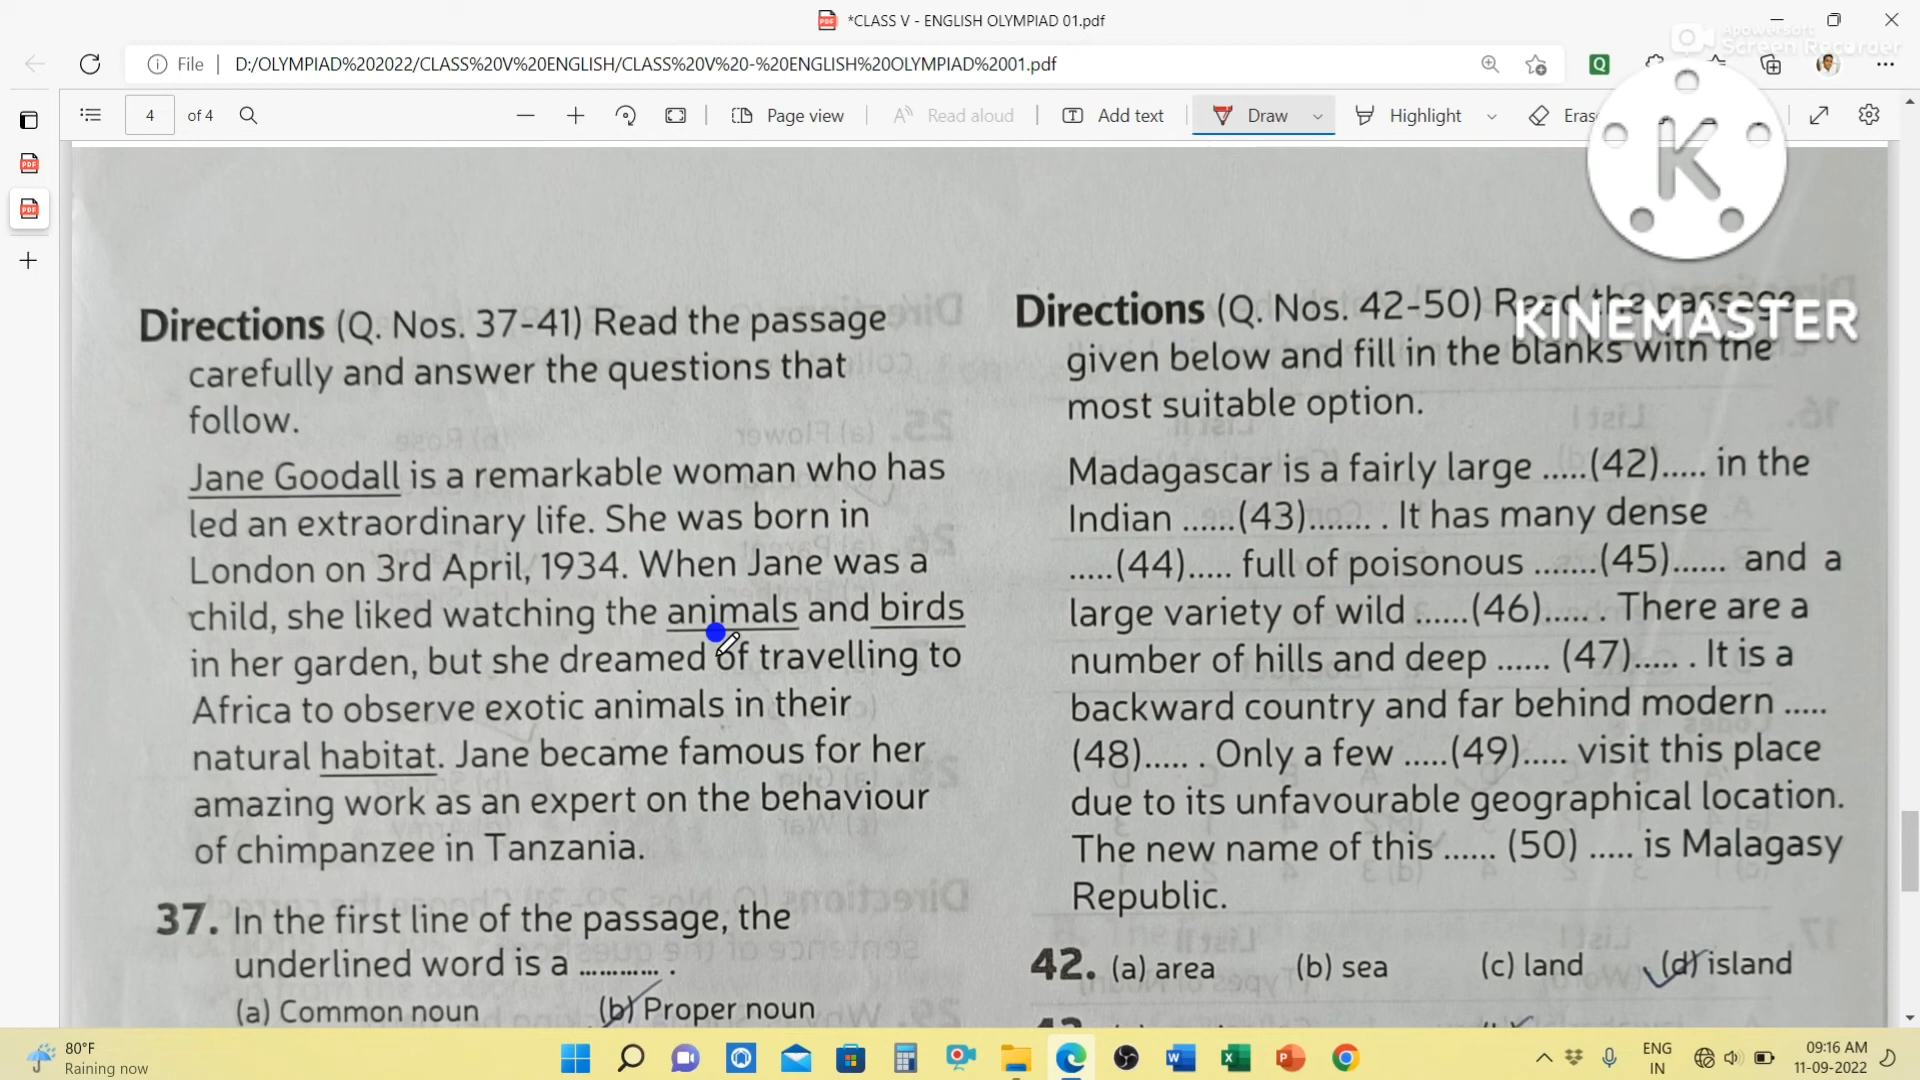 *CLASS V - ENGLISH OLYMPIAD 01.pdf
Apowersoft
Screen Recorder
File
D:/OLYMPIAD%202022/CLASS%20V%20ENGLISH/CLASS%20V%20-%20ENGLISH%20OLYMPIAD%2001.pdf
4 of 4
Page view
Read aloud
Add text
Draw
Highlight
KINEMASTER
Directions (Q. Nos. 37-41) Read the passage
carefully and answer the questions that
follow.
Jane Goodall is a remarkable woman who has
led an extraordinary life. She was born in
London on 3rd April, 1934. When Jane was a
child, she liked watching the animals and birds
in her garden, but she dreamed of travelling to
Africa to observe exotic animals in their
natural habitat. Jane became famous for her
amazing work as an expert on the behaviour
of chimpanzee in Tanzania.
37. In the first line of the passage, the
underlined word is a ............ .
(a) Common noun (b) Proper noun
Directions (Q. Nos. 42-50) Read the passage
given below and fill in the blanks with the
most suitable option.
Madagascar is a fairly large .....(42)..... in the
Indian ......(43)....... . It has many dense
.....(44)..... full of poisonous .......(45)...... and a
large variety of wild ......(46)...... . There are a
number of hills and deep ...... (47)..... . It is a
backward country and far behind modern .....
(48)..... . Only a few .....(49)..... visit this place
due to its unfavourable geographical location.
The new name of this ...... (50) ..... is Malagasy
Republic.
42. (a) area (b) sea (c) land (d) island
80°F
Raining now
ENG
IN
09:16 AM
11-09-2022